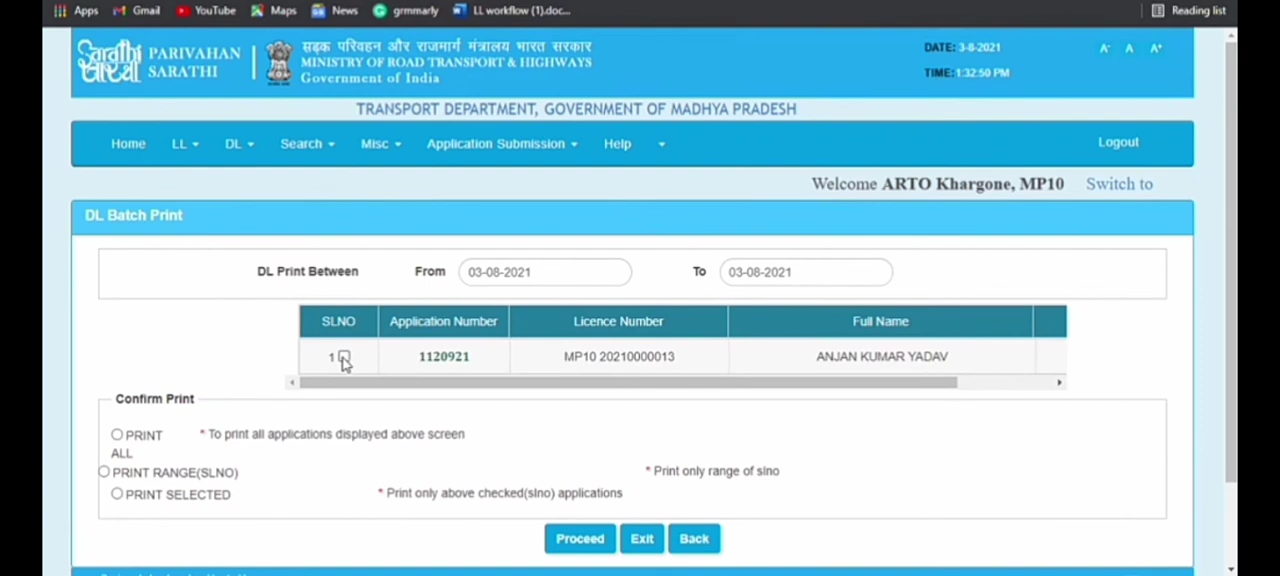 Apps Gmail YouTube Maps News grmmarly LL workflow (1).doc... Reading list
PARIVAHAN
SARATHI
सड़क परिवहन और राजमार्ग मंत्रालय भारत सरकार
MINISTRY OF ROAD TRANSPORT & HIGHWAYS
Government of India
DATE: 3-8-2021
TIME: 1:32:50 PM
A- A A+
TRANSPORT DEPARTMENT, GOVERNMENT OF MADHYA PRADESH
Home LL DL Search Misc Application Submission Help Logout
Welcome ARTO Khargone, MP10 Switch to
DL Batch Print
DL Print Between From 03-08-2021 To 03-08-2021
SLNO Application Number Licence Number Full Name
1 1120921 MP10 20210000013 ANJAN KUMAR YADAV
Confirm Print
PRINT ALL * To print all applications displayed above screen
PRINT RANGE(SLNO) * Print only range of slno
PRINT SELECTED * Print only above checked(slno) applications
Proceed Exit Back